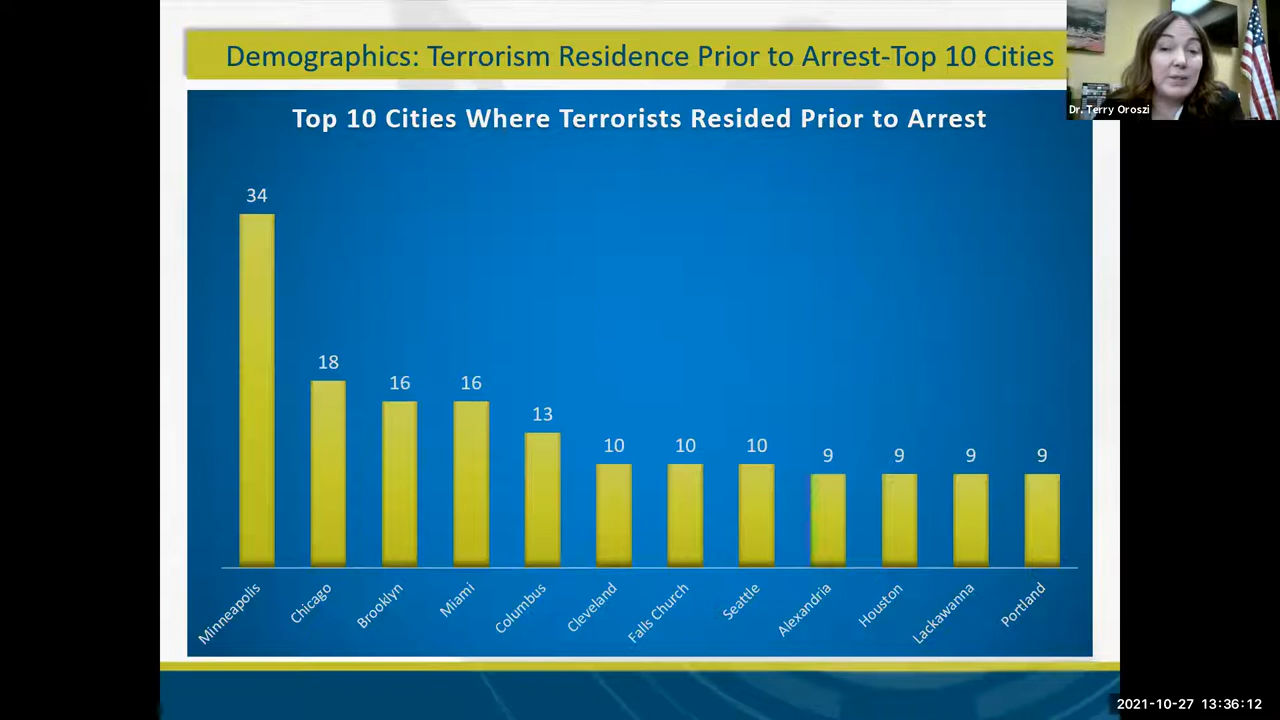 Demographics: Terrorism Residence Prior to Arrest-Top 10 Cities
Dr. Terry Oroszi
Top 10 Cities Where Terrorists Resided Prior to Arrest
34
18
16
16
13
10
10
10
9
9
9
9
Minneapolis
Chicago
Brooklyn
Miami
Columbus
Cleveland
Falls Church
Seattle
Alexandria
Houston
Lackawanna
Portland
2021-10-27 13:36:12